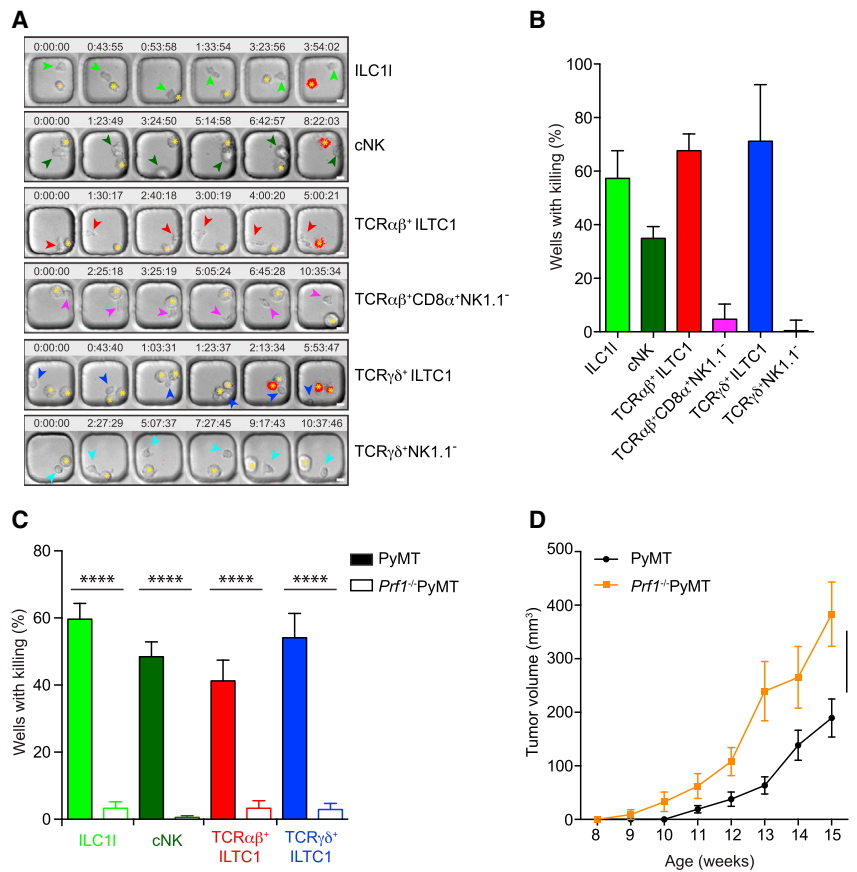 A
0:00:00 0:43:55 0:53:58 1:33:54 3:23:56 3:54:02
ILC1l
0:00:00 1:23:49 3:24:50 5:14:58 6:42:57 8:22:03
cNK
0:00:00 1:30:17 2:40:18 3:00:19 4:00:20 5:00:21
TCRαβ+ ILTC1
0:00:00 2:25:18 3:25:19 5:05:24 6:45:28 10:35:34
TCRαβ+CD8α+NK1.1-
0:00:00 0:43:40 1:03:31 1:23:37 2:13:34 5:53:47
TCRγδ+ ILTC1
0:00:00 2:27:29 5:07:37 7:27:45 9:17:43 10:37:46
TCRγδ+NK1.1-
B
Wells with killing (%)
100
80
60
40
20
0
ILC1l
cNK
TCRαβ+ ILTC1
TCRαβ+CD8α+NK1.1-
TCRγδ+ ILTC1
TCRγδ+NK1.1-
C
Wells with killing (%)
80
60
40
20
0
**** **** **** ****
PyMT
Prf1-/-PyMT
ILC1l cNK TCRαβ+ TCRγδ+
ILTC1 ILTC1
D
Tumor volume (mm3)
500
400
300
200
100
0
PyMT
Prf1-/-PyMT
8 9 10 11 12 13 14 15
Age (weeks)